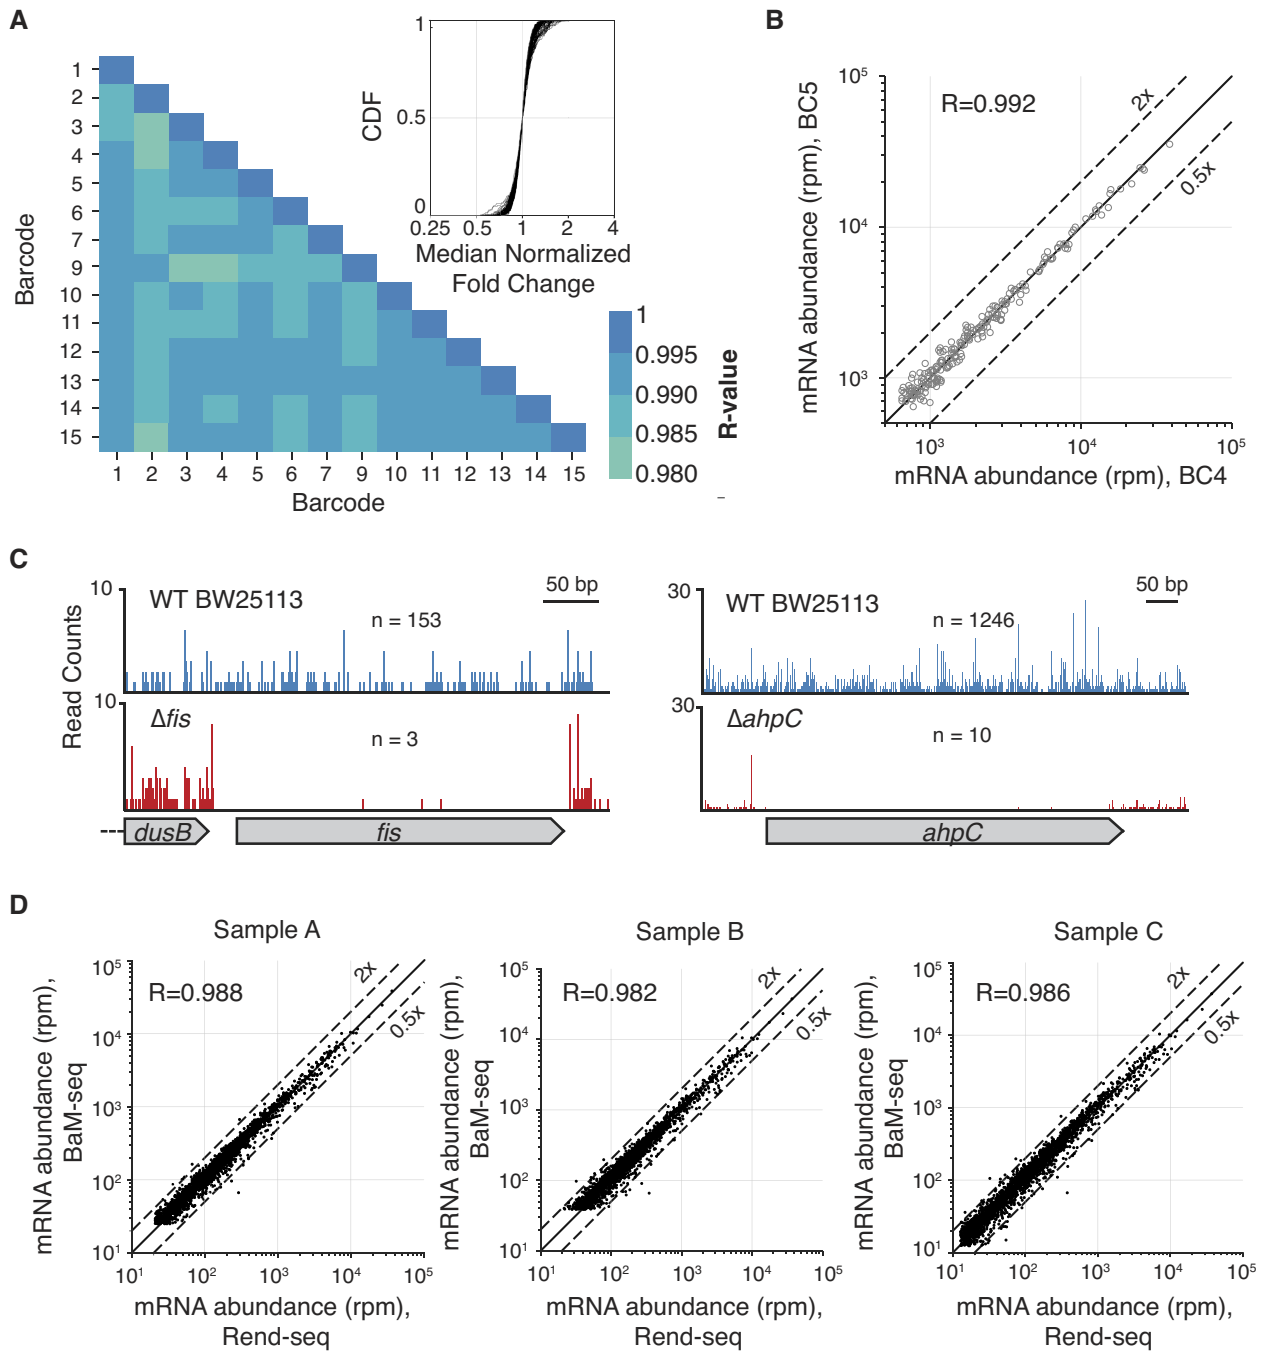 A
1
2
3
4
5
6
7
9
10
11
12
13
14
15
Barcode
1 2 3 4 5 6 7 9 10 11 12 13 14 15
Barcode
1
0.5
0
CDF
0.25 0.5 1 2 4
Median Normalized
Fold Change
1
0.995
0.990
0.985
0.980
R-value
B
R=0.992
2x
0.5x
10⁵
10⁴
10³
mRNA abundance (rpm), BC5
10³ 10⁴ 10⁵
mRNA abundance (rpm), BC4
C
Read Counts
10
WT BW25113
n = 153
50 bp
10
Δfis
n = 3
dusB
fis
30
WT BW25113
n = 1246
50 bp
30
ΔahpC
n = 10
ahpC
D
Sample A
R=0.988
2x
0.5x
10⁵
10⁴
10³
10²
10¹
mRNA abundance (rpm),
BaM-seq
10¹ 10² 10³ 10⁴ 10⁵
mRNA abundance (rpm),
Rend-seq
Sample B
R=0.982
2x
0.5x
10⁵
10⁴
10³
10²
10¹
mRNA abundance (rpm),
BaM-seq
10¹ 10² 10³ 10⁴ 10⁵
mRNA abundance (rpm),
Rend-seq
Sample C
R=0.986
2x
0.5x
10⁵
10⁴
10³
10²
10¹
mRNA abundance (rpm),
BaM-seq
10¹ 10² 10³ 10⁴ 10⁵
mRNA abundance (rpm),
Rend-seq